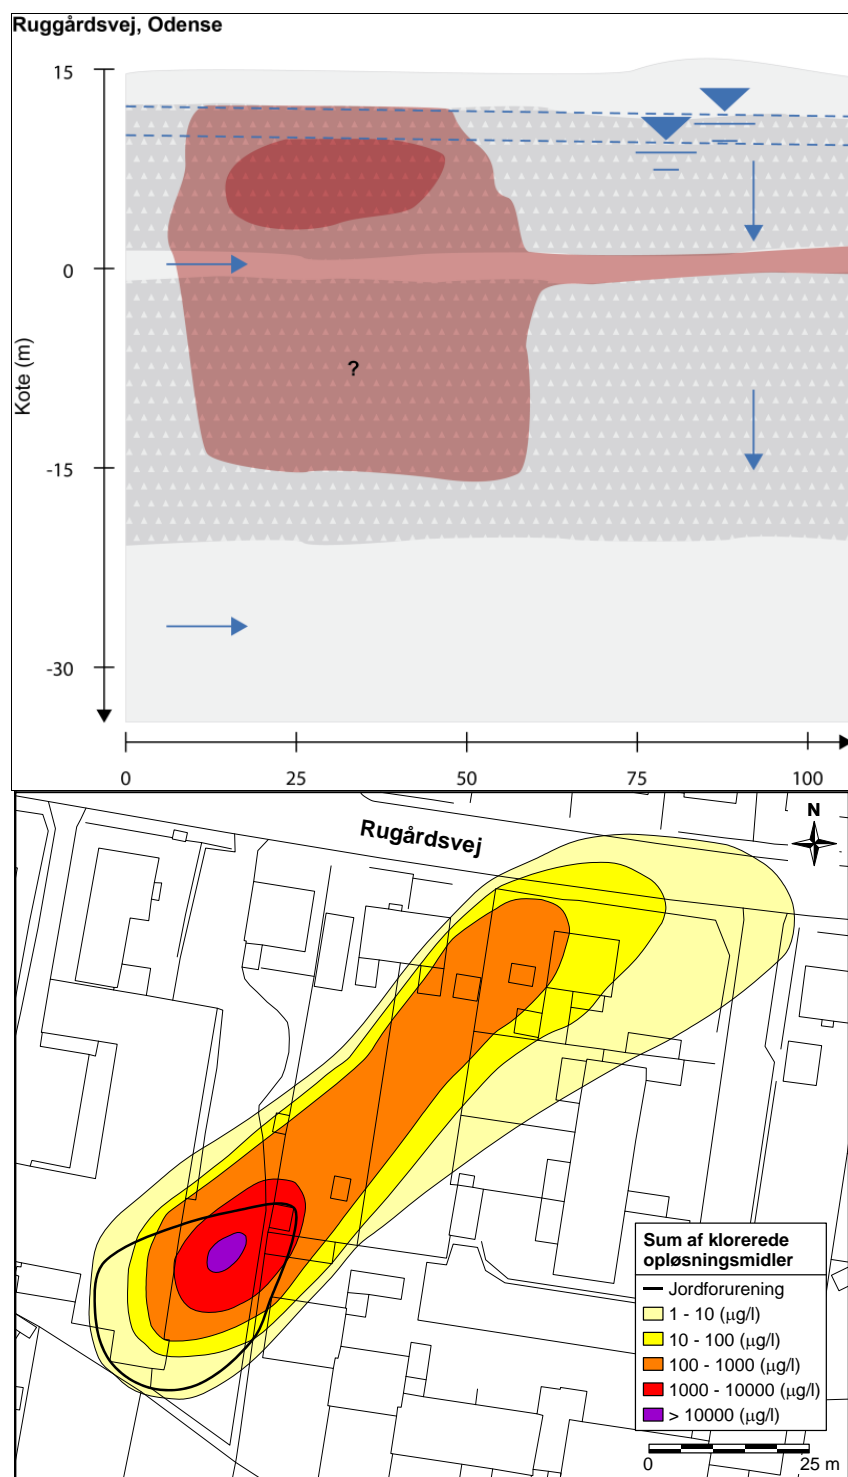 Ruggårdsvej, Odense
15
0
?
Kote (m)
-15
-30
0 25 50 75 100
N
Rugårdsvej
Sum af klorerede
opløsningsmidler
Jordforurening
1 - 10 (µg/l)
10 - 100 (µg/l)
100 - 1000 (µg/l)
1000 - 10000 (µg/l)
> 10000 (µg/l)
0 25 m